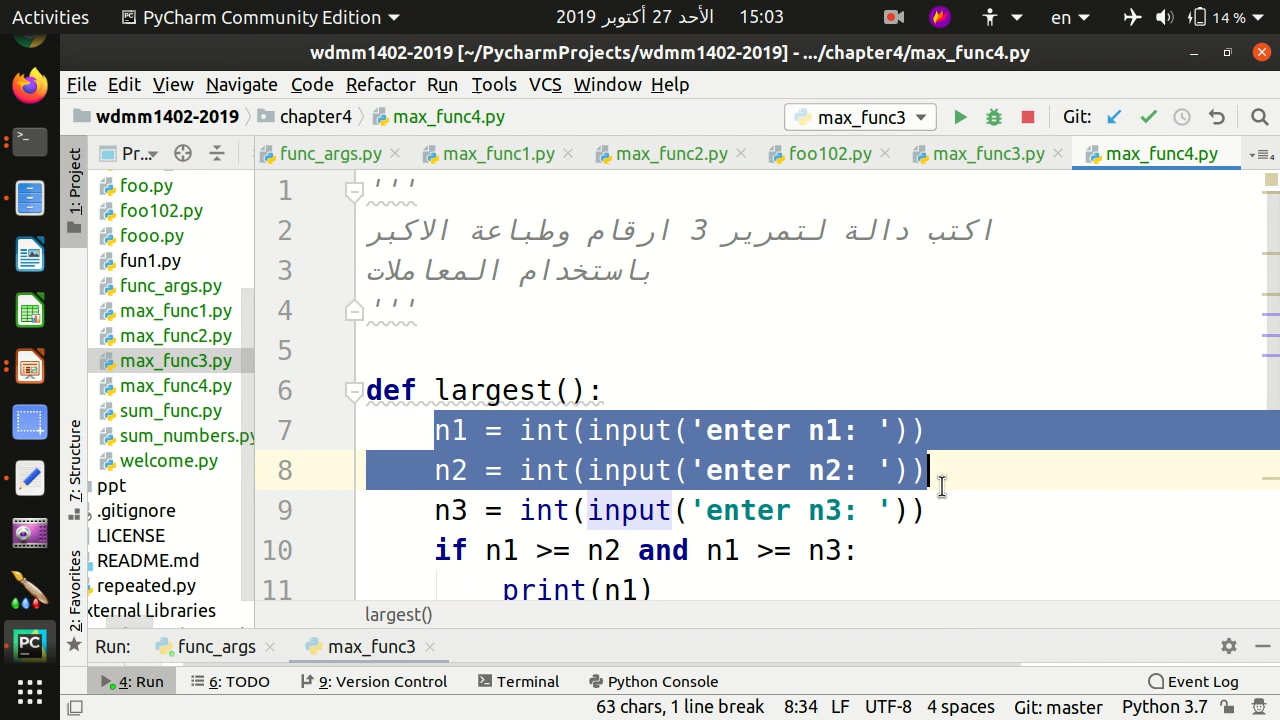 Activities PyCharm Community Edition الأحد 27 أكتوبر 2019 15:03 en 14 %
wdmm1402-2019 [~/PycharmProjects/wdmm1402-2019] - .../chapter4/max_func4.py
File Edit View Navigate Code Refactor Run Tools VCS Window Help
wdmm1402-2019 chapter4 max_func4.py max_func3 Git:
Pr... func_args.py max_func1.py max_func2.py foo102.py max_func3.py max_func4.py
1: Project
7: Structure
2: Favorites
foo.py
foo102.py
fooo.py
fun1.py
func_args.py
max_func1.py
max_func2.py
max_func3.py
max_func4.py
sum_func.py
sum_numbers.py
welcome.py
ppt
.gitignore
LICENSE
README.md
repeated.py
xternal Libraries
1 '''
2 اكتب دالة لتمرير 3 ارقام وطباعة الاكبر
3 باستخدام المعاملات
4 '''
5
6 def largest():
7 n1 = int(input('enter n1: '))
8 n2 = int(input('enter n2: '))
9 n3 = int(input('enter n3: '))
10 if n1 >= n2 and n1 >= n3:
11 print(n1)
largest()
Run: func_args max_func3
4: Run 6: TODO 9: Version Control Terminal Python Console Event Log
63 chars, 1 line break 8:34 LF UTF-8 4 spaces Git: master Python 3.7